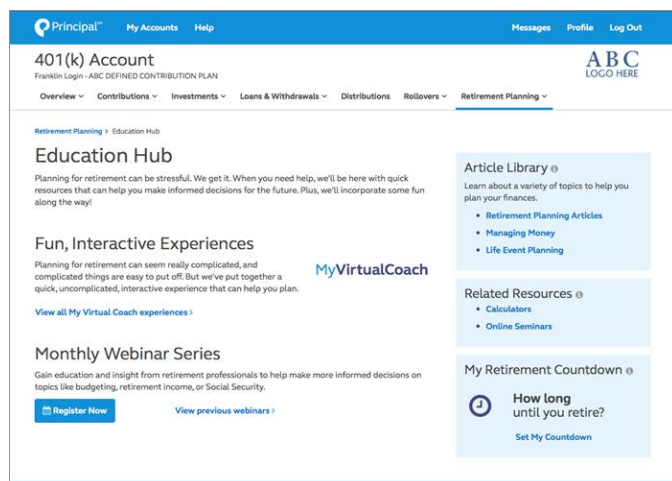 Principal
My Accounts
Help
Messages
Profile
Log Out
401(k) Account
Franklin Login - ABC DEFINED CONTRIBUTION PLAN
ABC
LOGO HERE
Overview
Contributions
Investments
Loans & Withdrawals
Distributions
Rollovers
Retirement Planning
Retirement Planning > Education Hub
Education Hub
Planning for retirement can be stressful. We get it. When you need help, we'll be here with quick
resources that can help you make informed decisions for the future. Plus, we'll incorporate some fun
along the way!
Fun, Interactive Experiences
Planning for retirement can seem really complicated, and
complicated things are easy to put off. But we've put together a
quick, uncomplicated, interactive experience that can help you plan.
MyVirtualCoach
View all My Virtual Coach experiences >
Monthly Webinar Series
Gain education and insight from retirement professionals to help make more informed decisions on
topics like budgeting, retirement income, or Social Security.
Register Now
View previous webinars >
Article Library
Learn about a variety of topics to help you
plan your finances.
• Retirement Planning Articles
• Managing Money
• Life Event Planning
Related Resources
• Calculators
• Online Seminars
My Retirement Countdown
How long
until you retire?
Set My Countdown